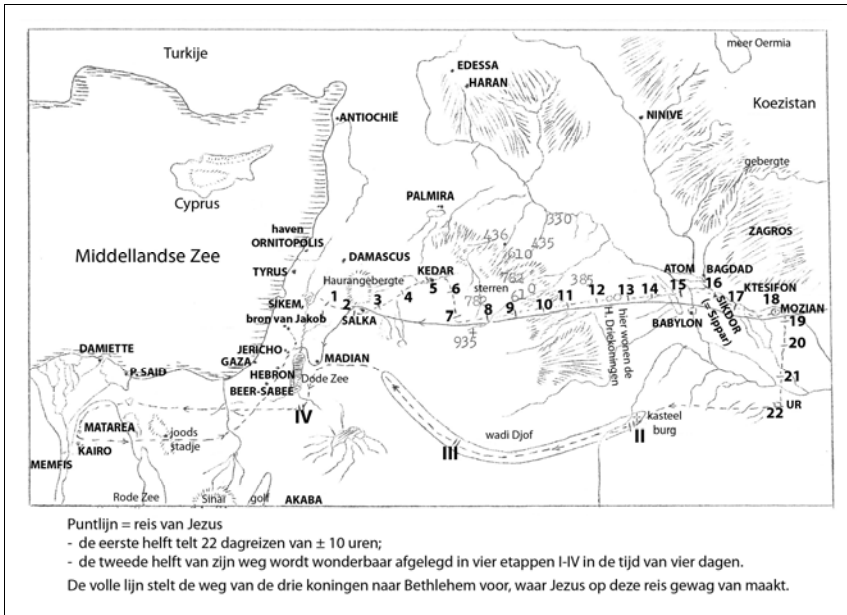 Turkije
meer Oermia
EDESSA
HARAN
Koezistan
ANTIOCHIË
NINIVE
gebergte
PALMIRA
Cyprus
ZAGROS
haven
ORNITOPOLIS
330
436
435
610
Middellandse Zee
DAMASCUS
TYRUS
Haurangebergte
KEDAR
sterren
782
0
385
ATOM
BAGDAD
1
2
3
4
5
6
7
8
9
10
11
12
13
14
15
16
17
18
782
610
KTESIFON
MOZIAN
SIKEM,
bron van Jakob
SALKA
935
BABYLON
SIKDOR
(= Sippar)
19
20
21
22
hier wonen de
H. Driekoningen
JERICHO
GAZA
MADIAN
DAMIETTE
P. SAID
HEBRON
Dode Zee
BEER-SABEE
UR
IV
MATAREA
joods
stadje
kasteel
burg
wadi Djof
III
II
KAIRO
MEMFIS
Rode Zee
Sinaï
golf
AKABA
Puntlijn = reis van Jezus
- de eerste helft telt 22 dagreizen van ± 10 uren;
- de tweede helft van zijn weg wordt wonderbaar afgelegd in vier etappen I-IV in de tijd van vier dagen.
De volle lijn stelt de weg van de drie koningen naar Bethlehem voor, waar Jezus op deze reis gewag van maakt.